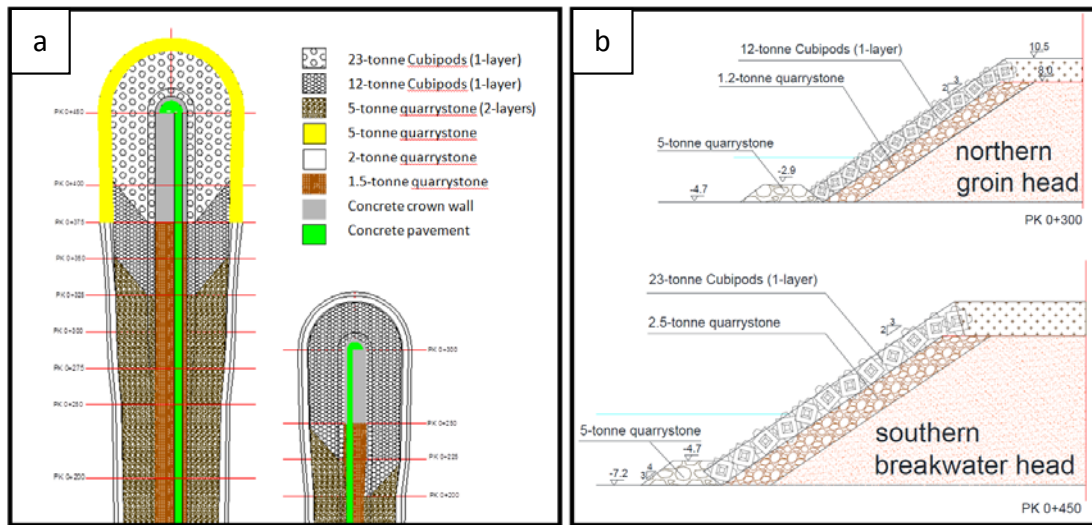 a
23-tonne Cubipods (1-layer)
12-tonne Cubipods (1-layer)
5-tonne quarrystone (2-layers)
5-tonne quarrystone
2-tonne quarrystone
1.5-tonne quarrystone
Concrete crown wall
Concrete pavement
PK 0+450
PK 0+400
PK 0+375
PK 0+350
PK 0+325
PK 0+300
PK 0+275
PK 0+250
PK 0+200
PK 0+300
PK 0+250
PK 0+225
PK 0+200
b
12-tonne Cubipods (1-layer)
1.2-tonne quarrystone
5-tonne quarrystone
10,5
8.0
3
2
-2.9
-4.7
northern
groin head
PK 0+300
23-tonne Cubipods (1-layer)
2.5-tonne quarrystone
3
2
5-tonne quarrystone
-4.7
4
3
-7.2
southern
breakwater head
PK 0+450